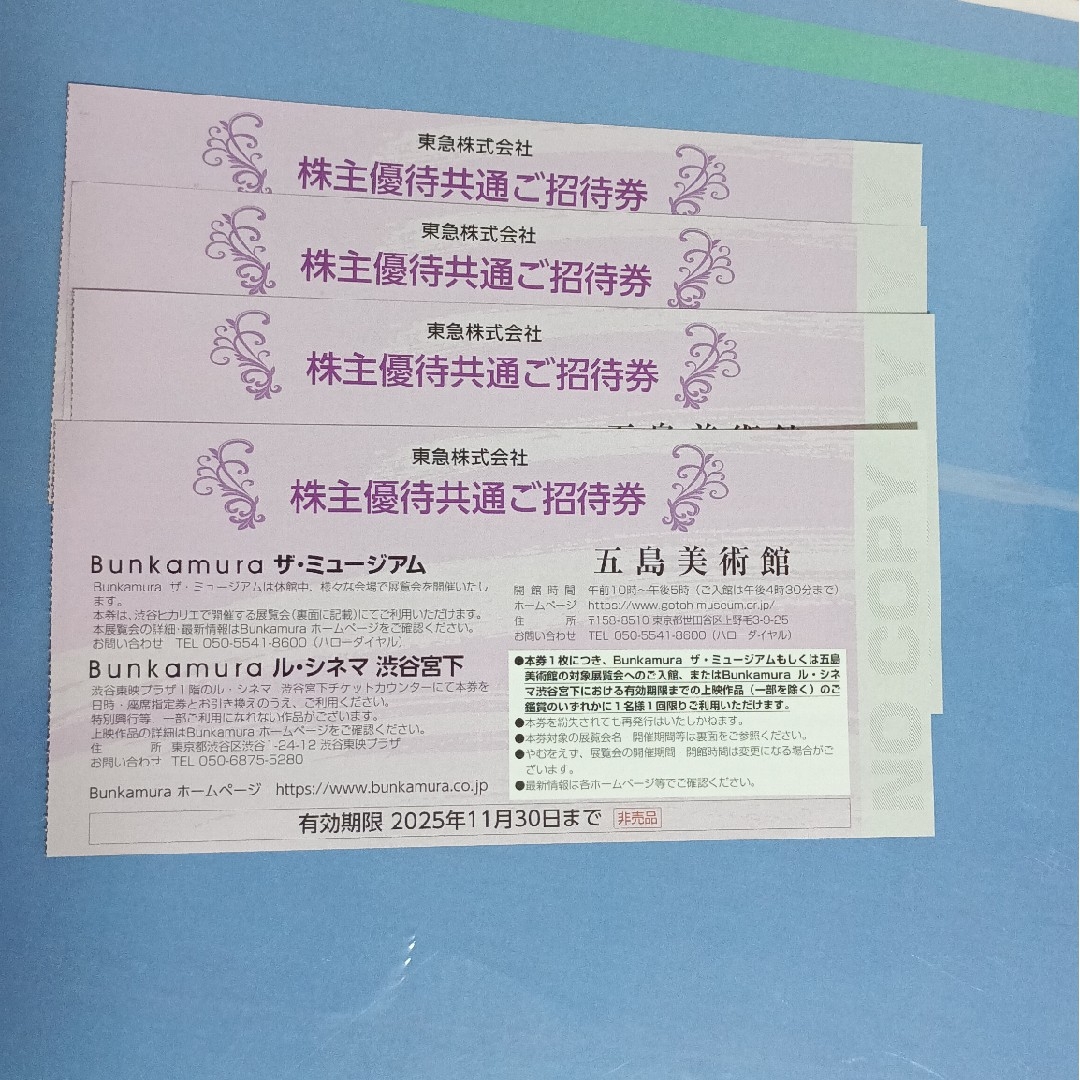 東急株式会社
株主優待共通ご招待券
東急株式会社
株主優待共通ご招待券
東急株式会社
株主優待共通ご招待券
五島美術館
東急株式会社
株主優待共通ご招待券
Bunkamura ザ・ミュージアム
Bunkamura ザ・ミュージアムは休館中、様々な会場で展覧会を開催いたし
ます。
本券は、渋谷ヒカリエで開催する展覧会(裏面に記載)にてご利用いただけます。
本展覧会の詳細・最新情報はBunkamura ホームページをご確認ください。
お問い合わせ TEL 050-5541-8600(ハローダイヤル)
Bunkamura ル・シネマ 渋谷宮下
渋谷東映プラザ1階のル・シネマ 渋谷宮下チケットカウンターにて本券を
日時・座席指定券とお引き換えのうえ、ご利用ください。
特別興行等 一部ご利用になれない作品がございます。
上映作品の詳細はBunkamura ホームページをご確認ください。
住 所 東京都渋谷区渋谷1-24-12 渋谷東映プラザ
お問い合わせ TEL 050-6875-5280
Bunkamura ホームページ https://www.bunkamura.co.jp
五島美術館
開館時間 午前10時〜午後5時(ご入館は午後4時30分まで)
ホームページ https://www.gotoh-museum.or.jp/
住 所 〒158-8510 東京都世田谷区上野毛3-9-25
お問い合わせ TEL 050-5541-8600(ハローダイヤル)
●本券1枚につき、Bunkamura ザ・ミュージアムもしくは五島
美術館の対象展覧会へのご入館、またはBunkamura ル・シネ
マ渋谷宮下における有効期限までの上映作品(一部を除く)のご
鑑賞のいずれかに1名様1回限りご利用いただけます。
●本券を紛失されても再発行はいたしかねます。
●本券対象の展覧会名 開催期間等は裏面をご参照ください。
●やむをえず、展覧会の開催期間 開館時間は変更になる場合がご
ざいます。
●最新情報は各ホームページ等でご確認ください。
有効期限 2025年11月30日まで 非売品
NO COPY